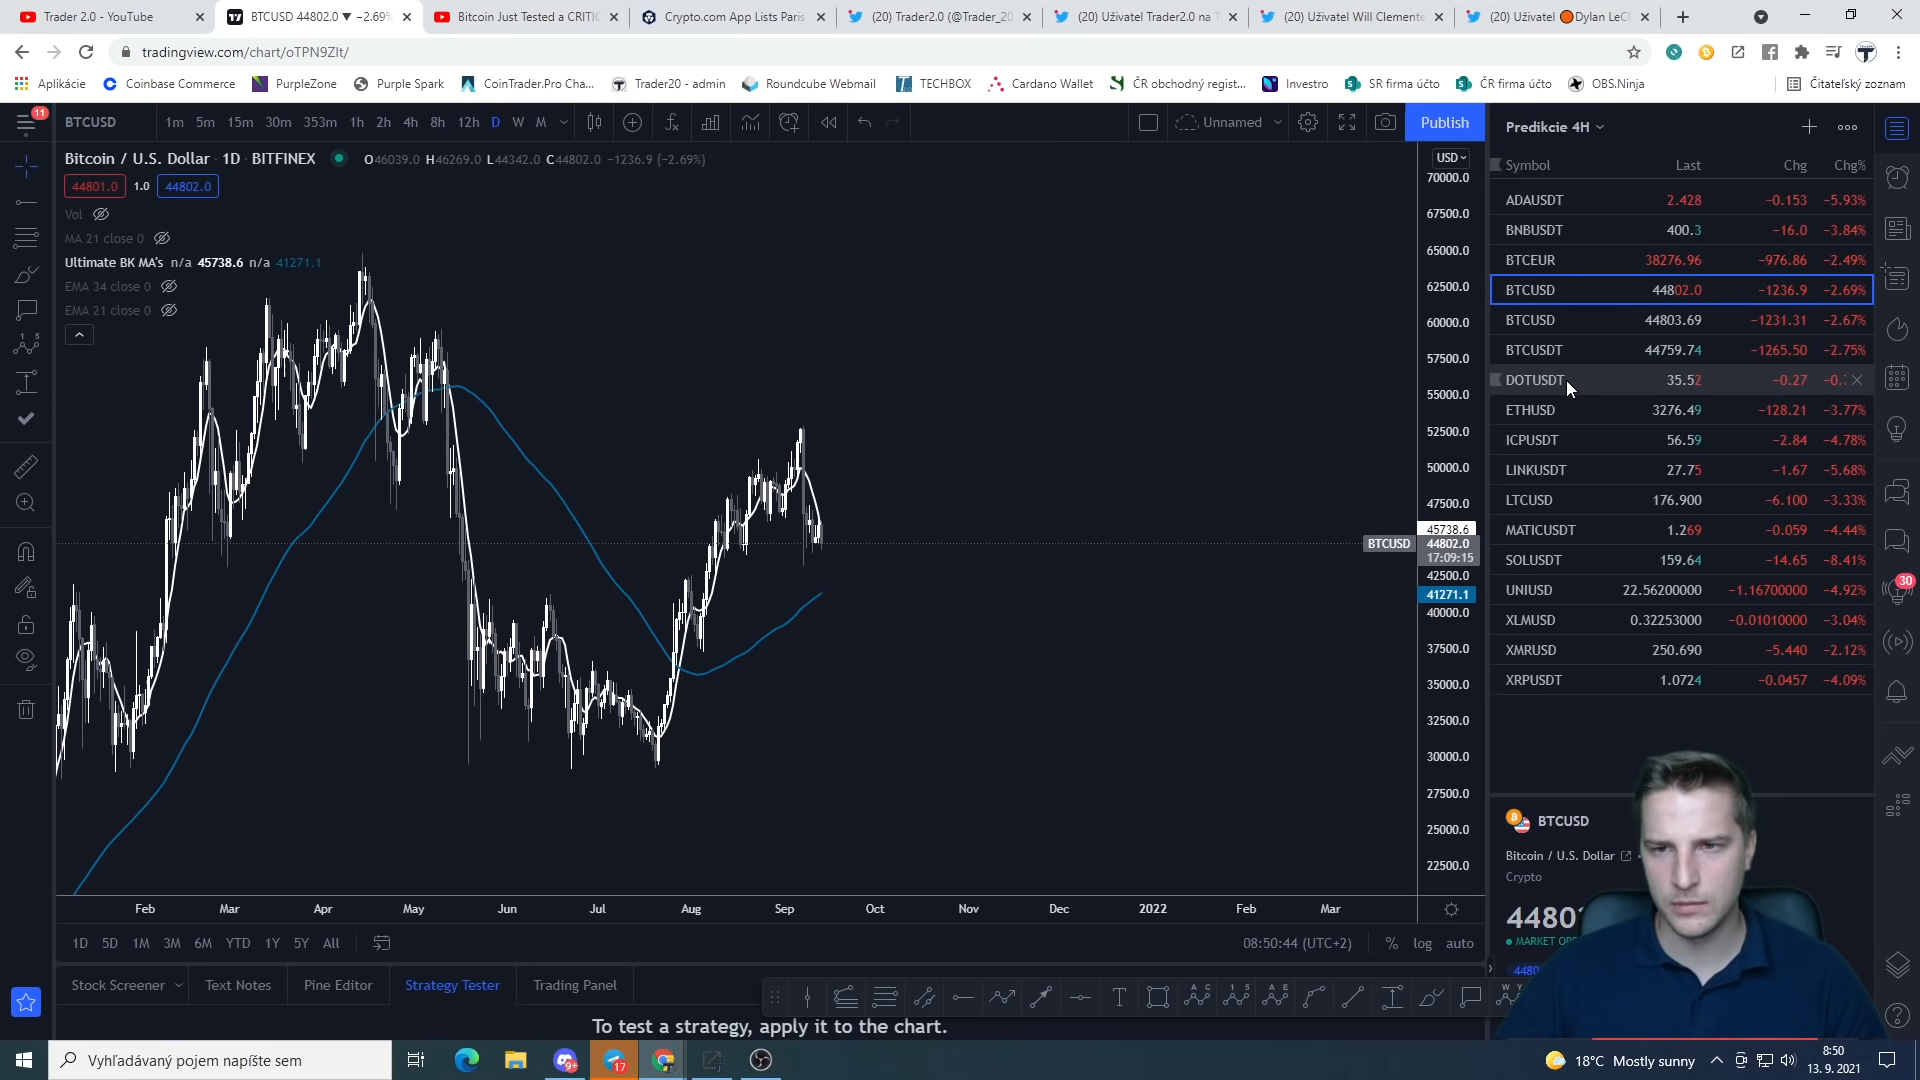 Trader 2.0 - YouTube
BTCUSD 44802.0 ▼ −2.69%
Bitcoin Just Tested a CRITIC
Crypto.com App Lists Paris
(20) Trader2.0 (@Trader_20
(20) Uživatel Trader2.0 na T
(20) Uživatel Will Clemente
(20) Uživatel 🟠Dylan LeCl
tradingview.com/chart/oTPN9Zlt/
Aplikácie
Coinbase Commerce
PurpleZone
Purple Spark
CoinTrader.Pro Cha...
Trader20 - admin
Roundcube Webmail
TECHBOX
Cardano Wallet
ČR obchodný regist...
Investro
SR firma účto
ČR firma účto
OBS.Ninja
Čitateľský zoznam
11
BTCUSD
1m 5m 15m 30m 353m 1h 2h 4h 8h 12h D W M
Unnamed
Publish
Bitcoin / U.S. Dollar · 1D · BITFINEX
O46039.0 H46269.0 L44342.0 C44802.0 −1236.9 (−2.69%)
44801.0 1.0 44802.0
Vol
MA 21 close 0
Ultimate BK MA's n/a 45738.6 n/a 41271.1
EMA 34 close 0
EMA 21 close 0
USD
70000.0
67500.0
65000.0
62500.0
60000.0
57500.0
55000.0
52500.0
50000.0
47500.0
45738.6
BTCUSD 44802.0
17:09:15
42500.0
41271.1
40000.0
37500.0
35000.0
32500.0
30000.0
27500.0
25000.0
22500.0
Feb Mar Apr May Jun Jul Aug Sep Oct Nov Dec 2022 Feb Mar
1D 5D 1M 3M 6M YTD 1Y 5Y All
08:50:44 (UTC+2) % log auto
Stock Screener Text Notes Pine Editor Strategy Tester Trading Panel
To test a strategy, apply it to the chart.
Predikcie 4H
Symbol Last Chg Chg%
ADAUSDT 2.428 −0.153 −5.93%
BNBUSDT 400.3 −16.0 −3.84%
BTCEUR 38276.96 −976.86 −2.49%
BTCUSD 44802.0 −1236.9 −2.69%
BTCUSD 44803.69 −1231.31 −2.67%
BTCUSDT 44759.74 −1265.50 −2.75%
DOTUSDT 35.52 −0.27
ETHUSD 3276.49 −128.21 −3.77%
ICPUSDT 56.59 −2.84 −4.78%
LINKUSDT 27.75 −1.67 −5.68%
LTCUSD 176.900 −6.100 −3.33%
MATICUSDT 1.269 −0.059 −4.44%
SOLUSDT 159.64 −14.65 −8.41%
UNIUSD 22.56200000 −1.16700000 −4.92%
XLMUSD 0.32253000 −0.01010000 −3.04%
XMRUSD 250.690 −5.440 −2.12%
XRPUSDT 1.0724 −0.0457 −4.09%
30
BTCUSD
Bitcoin / U.S. Dollar
Crypto
4480
MARKET OP
4480
Vyhľadávaný pojem napíšte sem
9+
17
18°C Mostly sunny
8:50
13. 9. 2021